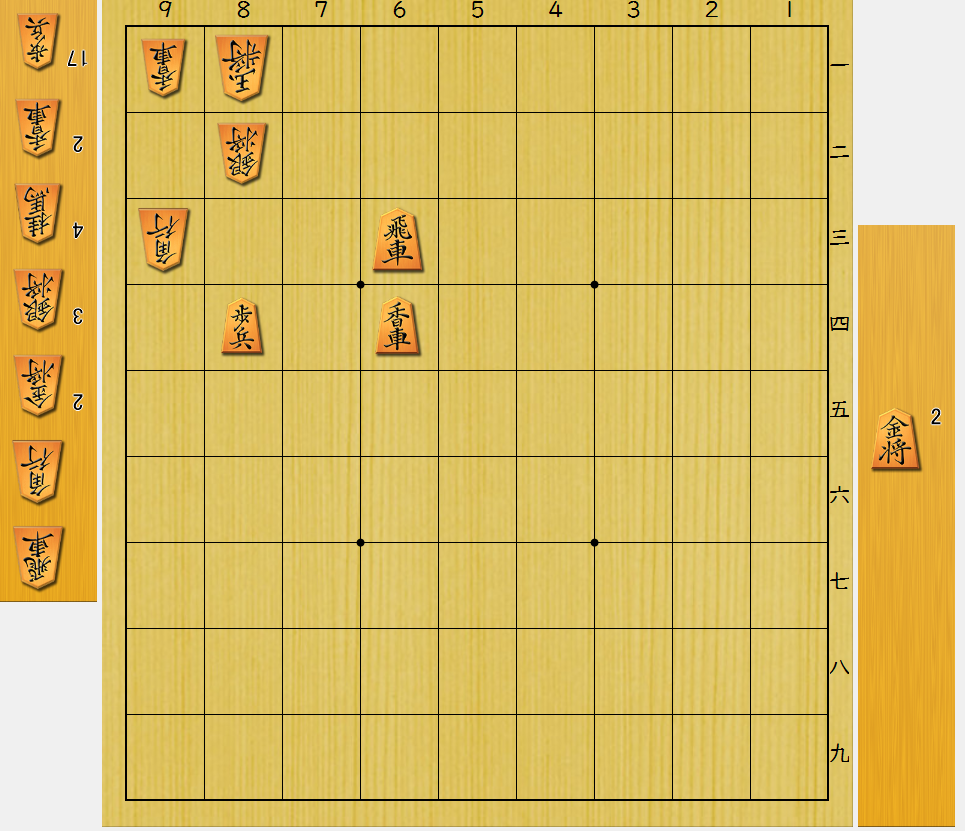 9 8 7 6 5 4 3 2 1
歩兵 17
香車 2
桂馬 4
銀将 3
金将 2
角行
飛車
香車 玉将 一
銀将 二
角行 飛車 三
歩兵 香車 四
五
六
七
八
九
金将 2